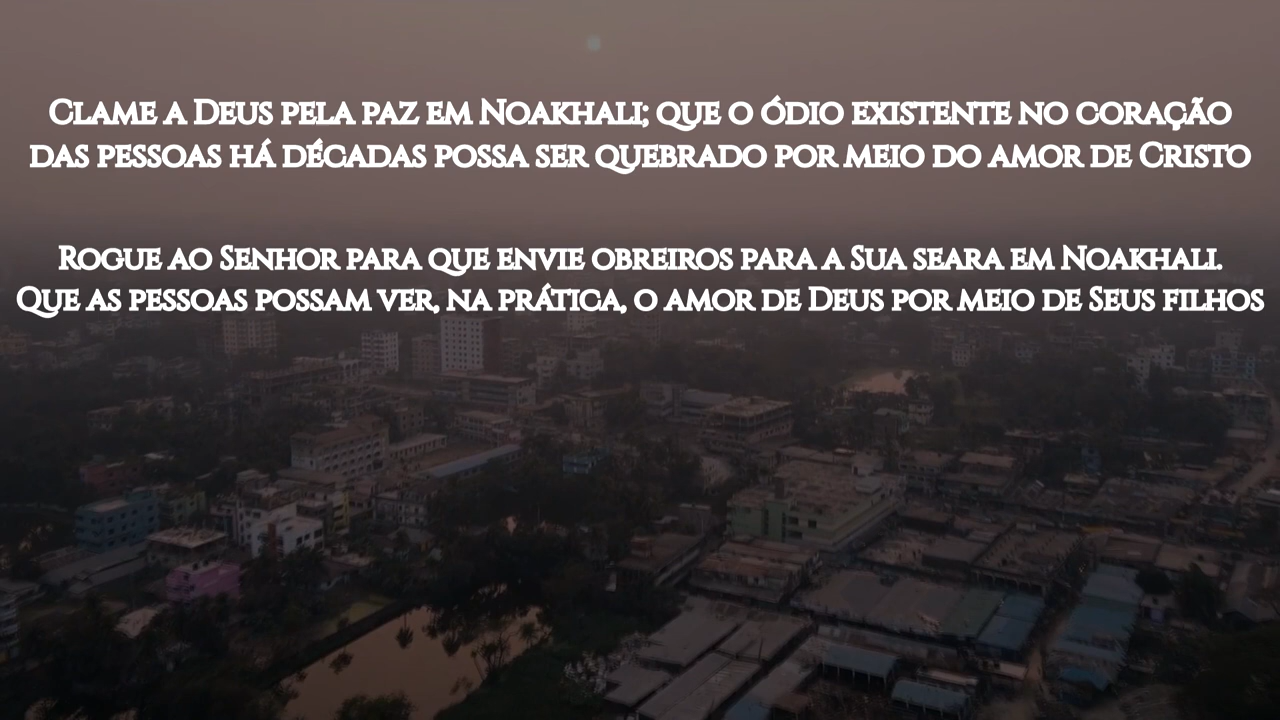 Clame a Deus pela paz em Noakhali; que o ódio existente no coração
das pessoas há décadas possa ser quebrado por meio do amor de Cristo
Rogue ao Senhor para que envie obreiros para a Sua seara em Noakhali.
Que as pessoas possam ver, na prática, o amor de Deus por meio de Seus filhos